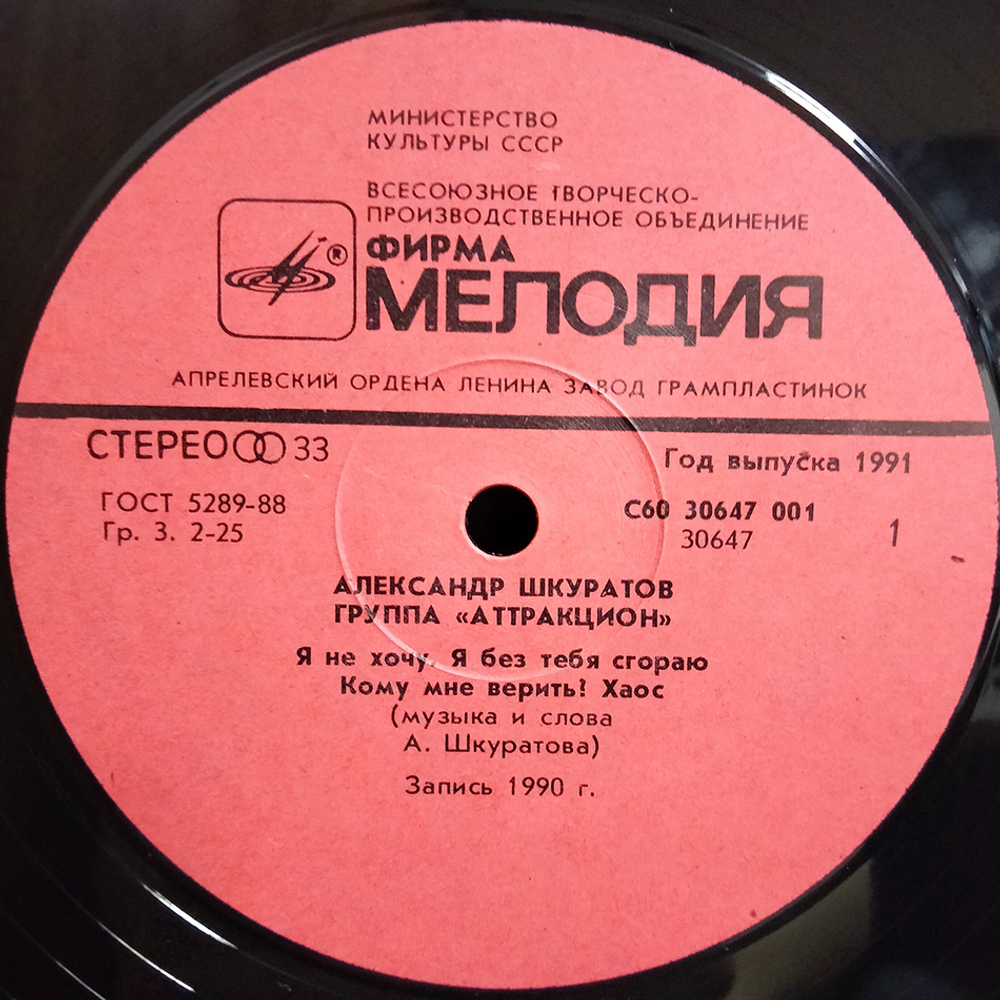 МИНИСТЕРСТВО
КУЛЬТУРЫ СССР
ВСЕСОЮЗНОЕ ТВОРЧЕСКО-
ПРОИЗВОДСТВЕННОЕ ОБЪЕДИНЕНИЕ
®
ФИРМА
МЕЛОДИЯ
АПРЕЛЕВСКИЙ ОРДЕНА ЛЕНИНА ЗАВОД ГРАМПЛАСТИНОК
СТЕРЕО 33
Год выпуска 1991
ГОСТ 5289-88
Гр. 3. 2-25
С60 30647 001
30647
1
АЛЕКСАНДР ШКУРАТОВ
ГРУППА «АТТРАКЦИОН»
Я не хочу. Я без тебя сгораю
Кому мне верить? Хаос
(музыка и слова
А. Шкуратова)
Запись 1990 г.